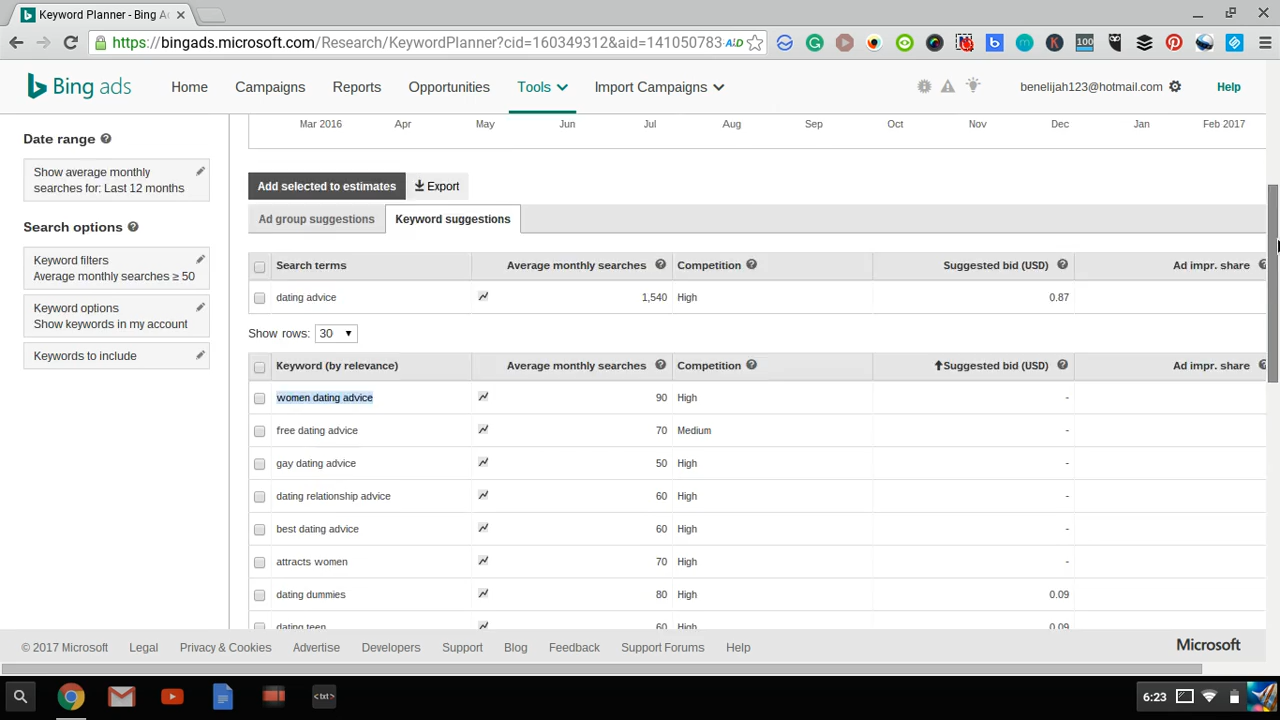 Keyword Planner - Bing A
https://bingads.microsoft.com/Research/KeywordPlanner?cid=160349312&aid=141050783
A/D
100
Bing ads
Home
Campaigns
Reports
Opportunities
Tools
Import Campaigns
benelijah123@hotmail.com
Help
Mar 2016
Apr
May
Jun
Jul
Aug
Sep
Oct
Nov
Dec
Jan
Feb 2017
Date range
Show average monthly
searches for: Last 12 months
Search options
Keyword filters
Average monthly searches ≥ 50
Keyword options
Show keywords in my account
Keywords to include
Add selected to estimates
Export
Ad group suggestions
Keyword suggestions
Search terms Average monthly searches Competition Suggested bid (USD) Ad impr. share
dating advice 1,540 High 0.87
Show rows: 30
Keyword (by relevance) Average monthly searches Competition Suggested bid (USD) Ad impr. share
women dating advice 90 High -
free dating advice 70 Medium -
gay dating advice 50 High -
dating relationship advice 60 High -
best dating advice 60 High -
attracts women 70 High -
dating dummies 80 High 0.09
dating teen 60 High 0.09
© 2017 Microsoft
Legal
Privacy & Cookies
Advertise
Developers
Support
Blog
Feedback
Support Forums
Help
Microsoft
<txt>
6:23